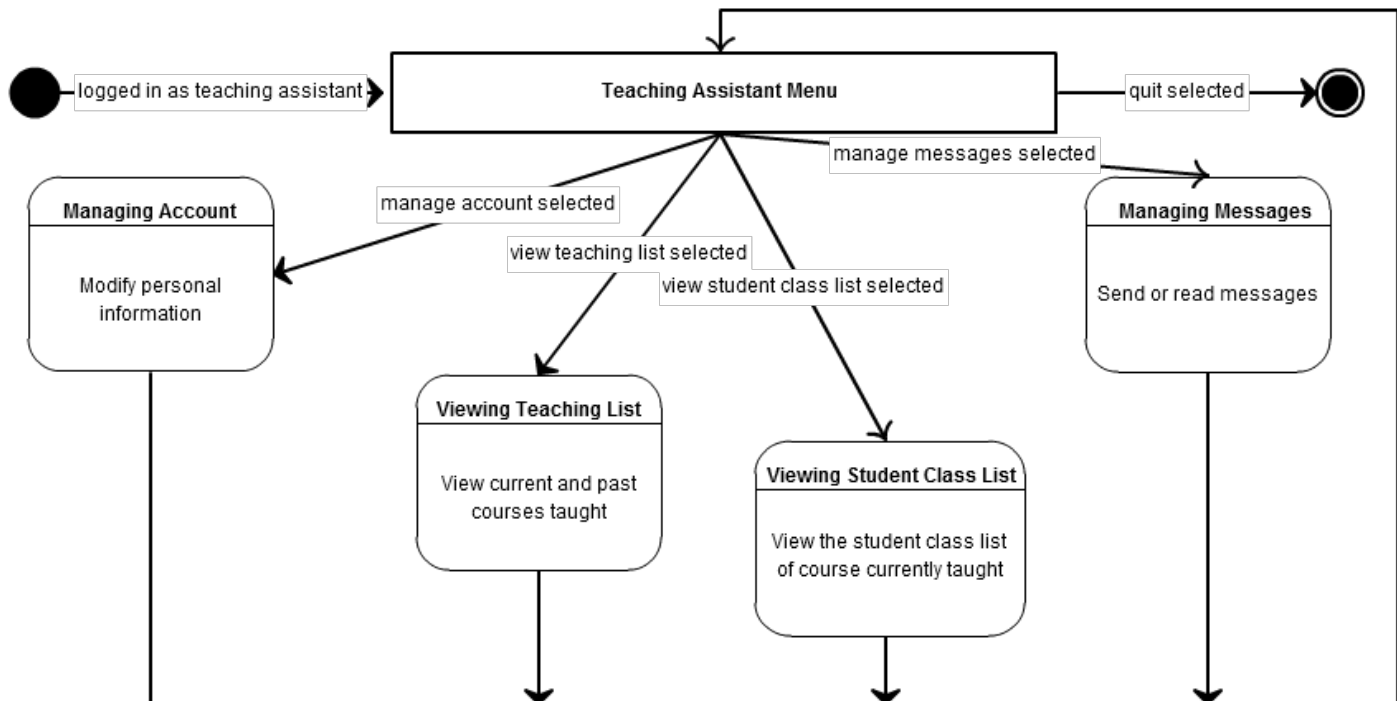 logged in as teaching assistant
Teaching Assistant Menu
quit selected
manage messages selected
manage account selected
view teaching list selected
view student class list selected
Managing Account
Modify personal
information
Managing Messages
Send or read messages
Viewing Teaching List
View current and past
courses taught
Viewing Student Class List
View the student class list
of course currently taught